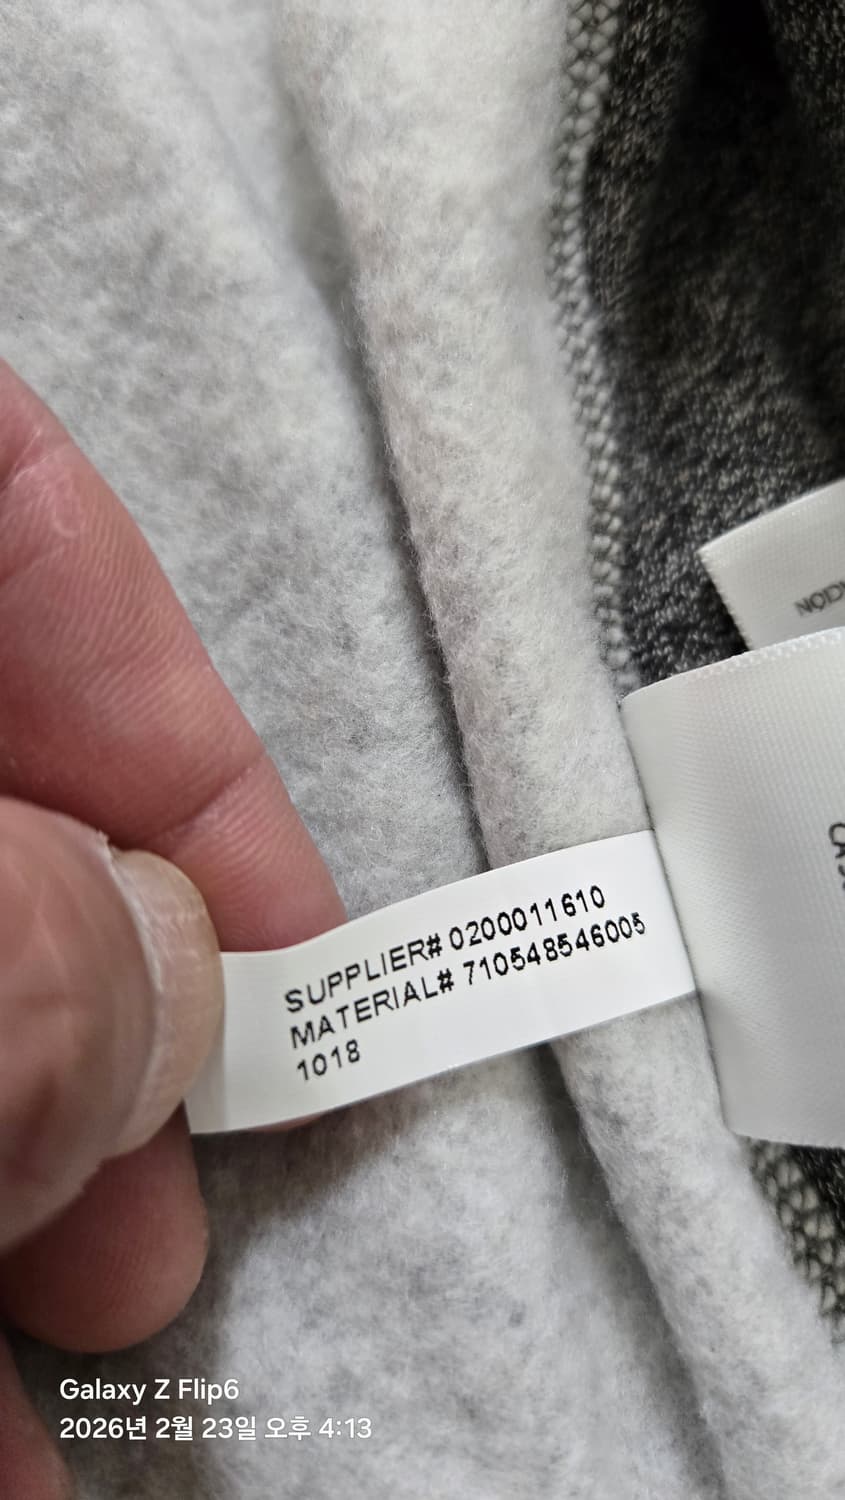 SUPPLIER# 0200011610
MATERIAL# 710548546005
1018
Galaxy Z Flip6
2026년 2월 23일 오후 4:13